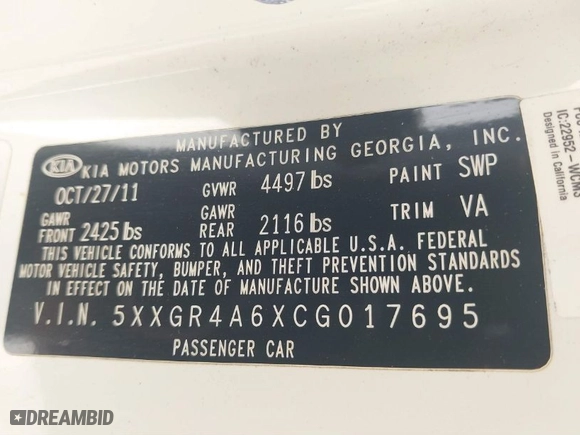 MANUFACTURED BY
KIA KIA MOTORS MANUFACTURING GEORGIA, INC.
OCT/27/11 GVWR 4497 lbs PAINT SWP
GAWR FRONT 2425 lbs GAWR REAR 2116 lbs TRIM VA
THIS VEHICLE CONFORMS TO ALL APPLICABLE U.S.A. FEDERAL
MOTOR VEHICLE SAFETY, BUMPER, AND THEFT PREVENTION STANDARDS
IN EFFECT ON THE DATE OF MANUFACTURE SHOWN ABOVE.
V.I.N. 5XXGR4A6XCG017695
PASSENGER CAR
IC:22952-WCM3
Designed in California
DREAMBID